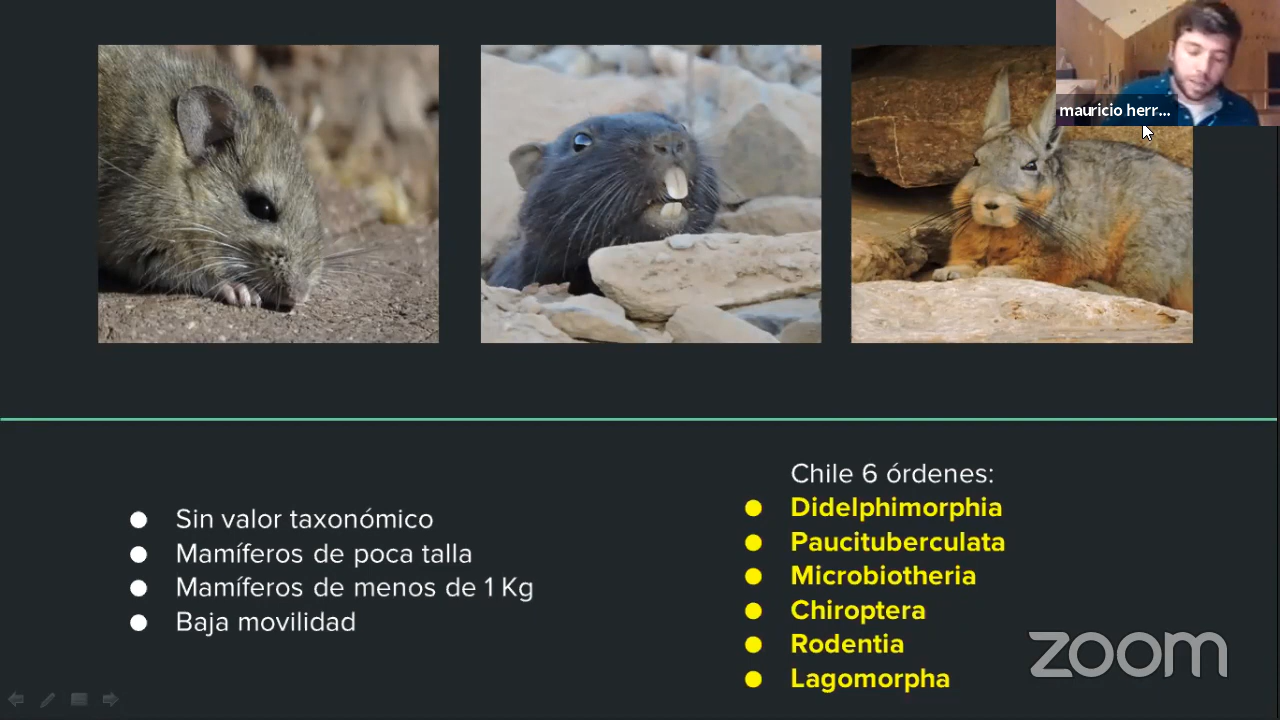 mauricio herr...
Sin valor taxonómico
Mamíferos de poca talla
Mamíferos de menos de 1 Kg
Baja movilidad
Chile 6 órdenes:
Didelphimorphia
Paucituberculata
Microbiotheria
Chiroptera
Rodentia
Lagomorpha
zoom